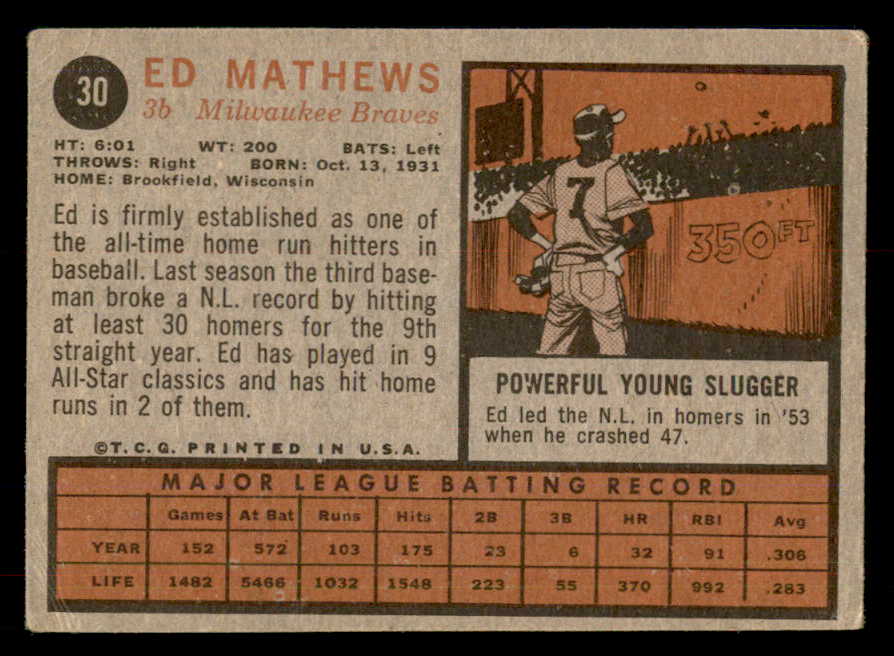 30
ED MATHEWS
3b Milwaukee Braves
HT: 6:01 WT: 200 BATS: Left
THROWS: Right BORN: Oct. 13, 1931
HOME: Brookfield, Wisconsin
Ed is firmly established as one of
the all-time home run hitters in
baseball. Last season the third base-
man broke a N.L. record by hitting
at least 30 homers for the 9th
straight year. Ed has played in 9
All-Star classics and has hit home
runs in 2 of them.
©T.C.G. PRINTED IN U.S.A.
7
350FT
POWERFUL YOUNG SLUGGER
Ed led the N.L. in homers in '53
when he crashed 47.
MAJOR LEAGUE BATTING RECORD
Games At Bat Runs Hits 2B 3B HR RBI Avg
YEAR 152 572 103 175 23 6 32 91 .306
LIFE 1482 5466 1032 1548 223 55 370 992 .283